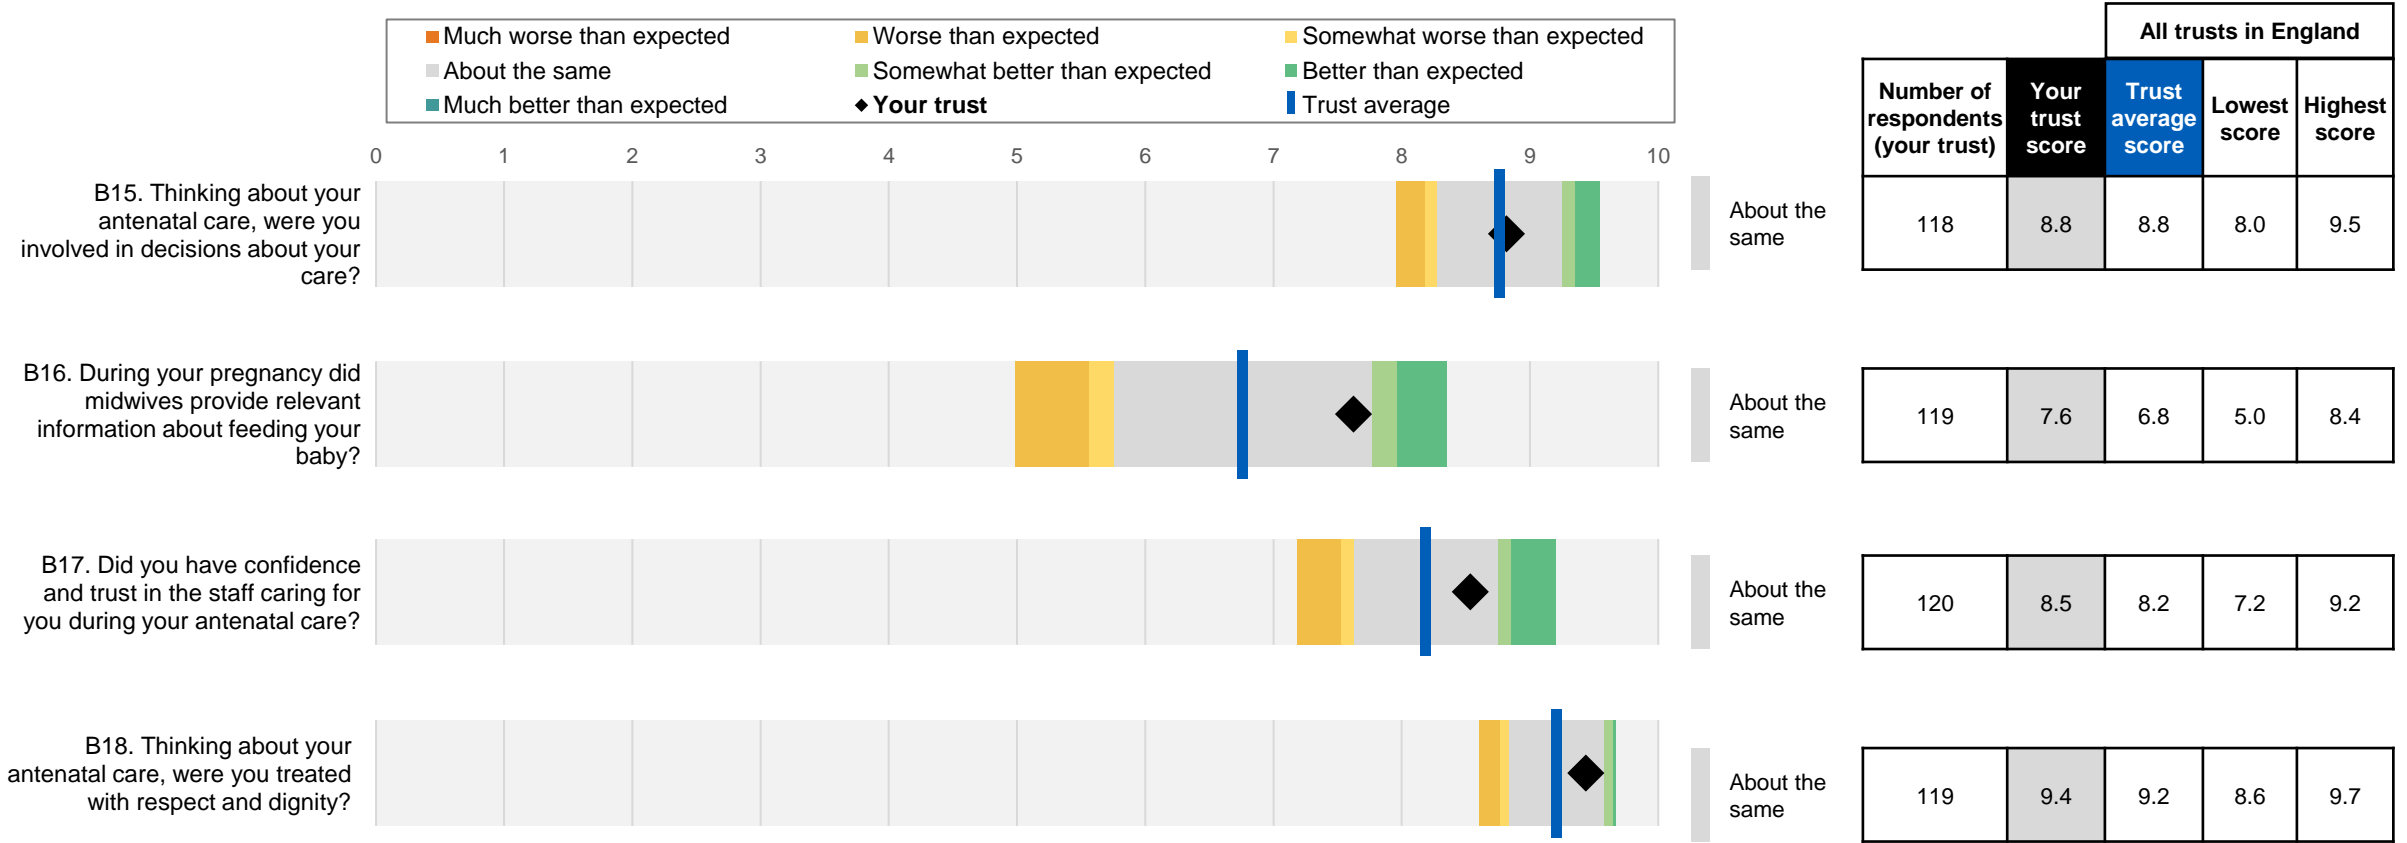 Much worse than expected
Worse than expected
Somewhat worse than expected
About the same
Somewhat better than expected
Better than expected
Much better than expected
Your trust
Trust average
All trusts in England
Number of
respondents
(your trust)
Your
trust
score
Trust
average
score
Lowest
score
Highest
score
0 1 2 3 4 5 6 7 8 9 10
B15. Thinking about your
antenatal care, were you
involved in decisions about your
care?
About the
same
118 8.8 8.8 8.0 9.5
B16. During your pregnancy did
midwives provide relevant
information about feeding your
baby?
About the
same
119 7.6 6.8 5.0 8.4
B17. Did you have confidence
and trust in the staff caring for
you during your antenatal care?
About the
same
120 8.5 8.2 7.2 9.2
B18. Thinking about your
antenatal care, were you treated
with respect and dignity?
About the
same
119 9.4 9.2 8.6 9.7